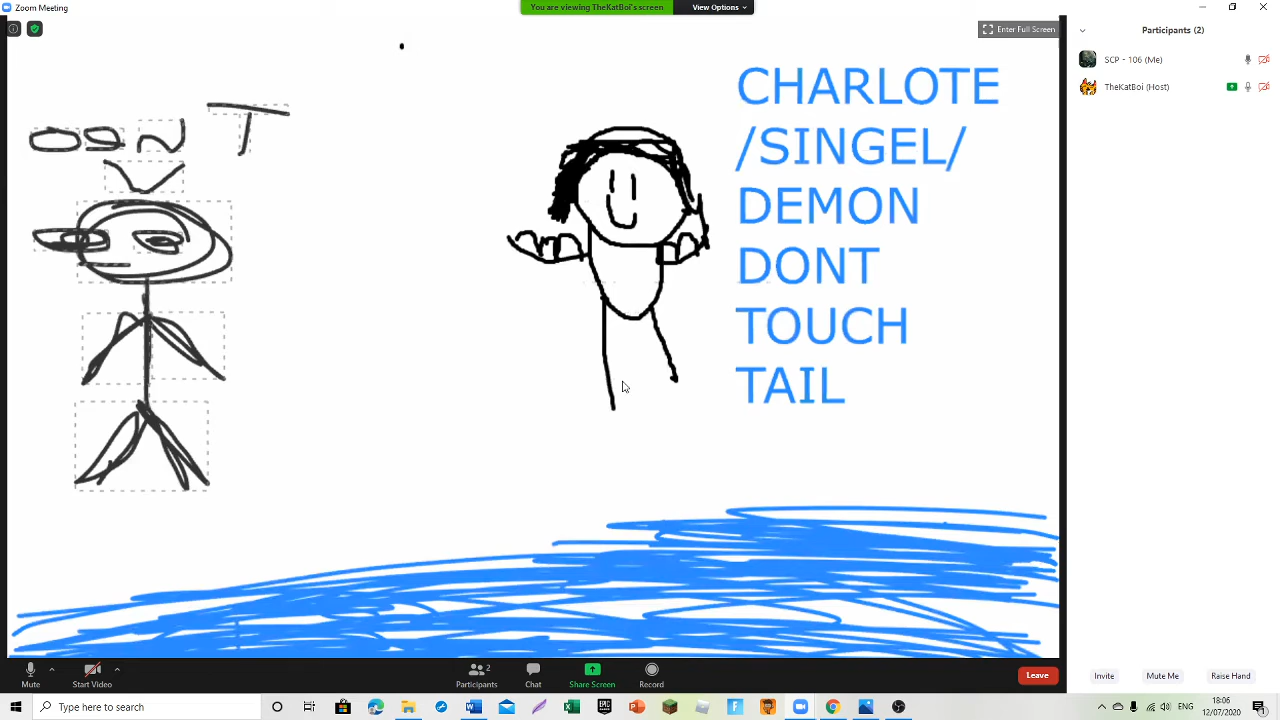 Zoom Meeting
You are viewing TheKatBoi's screen
View Options
Enter Full Screen
Participants (2)
SCP - 106 (Me)
TheKatBoi (Host)
CHARLOTE
/SINGEL/
DEMON
DONT
TOUCH
TAIL
Mute
Start Video
2
Participants
Chat
Share Screen
Record
Leave
Invite
Mute Me
Raise Hand
Type here to search
ENG
18:06
12/07/2020